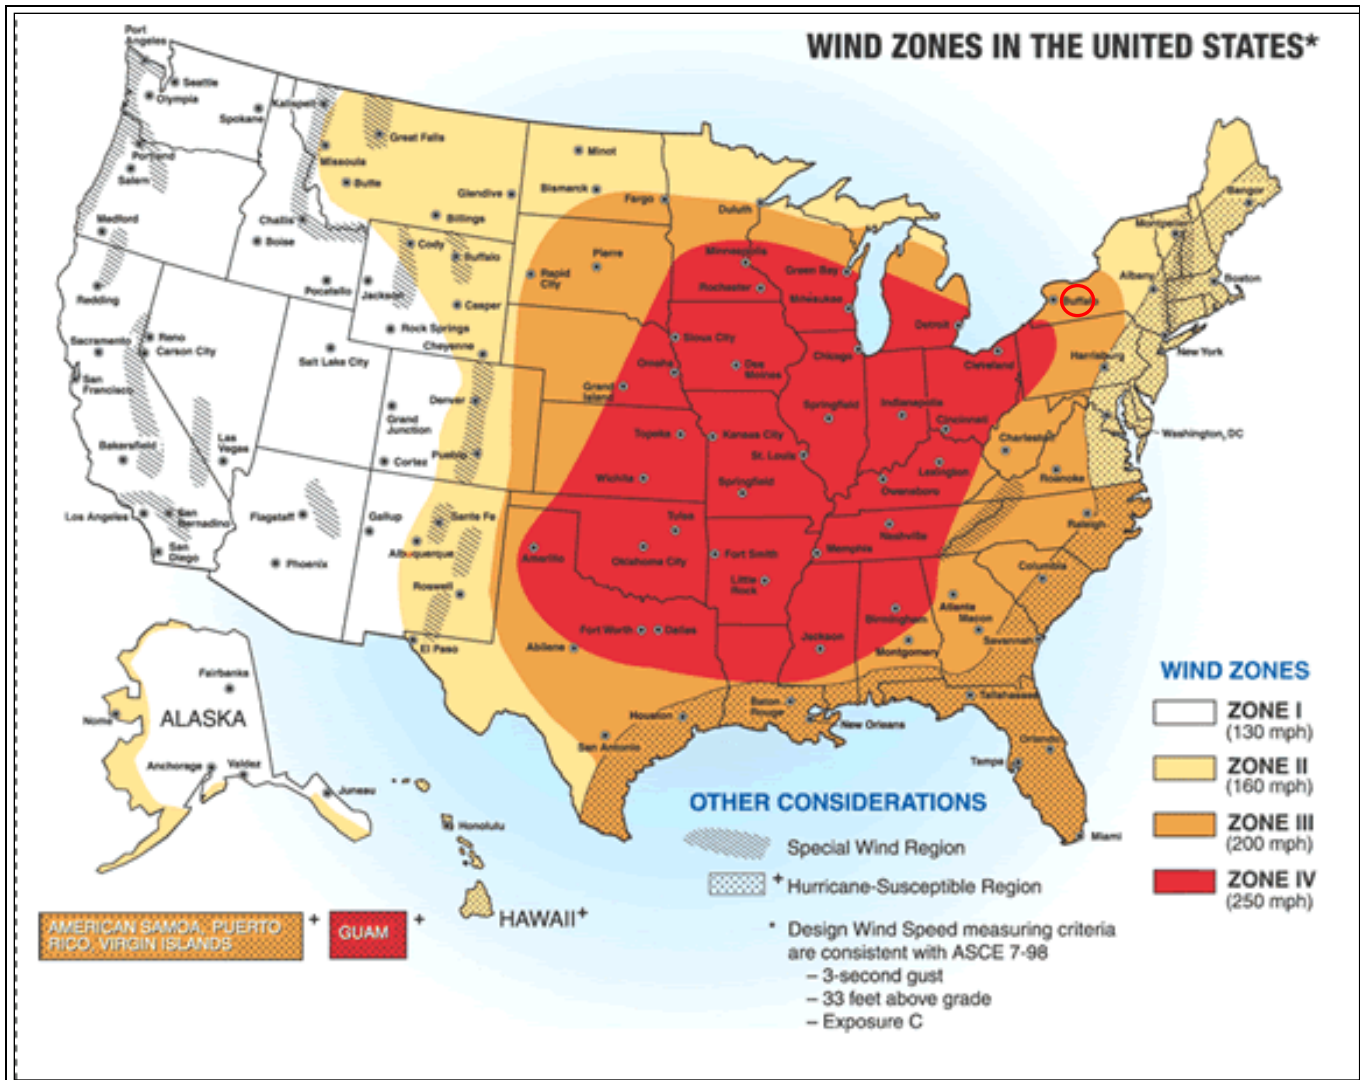 WIND ZONES IN THE UNITED STATES*
Port
Angeles
Seattle
Olympia
Spokane
Kalispell
Great Falls
Missoula
Butte
Glendive
Billings
Portland
Salem
Medford
Challis
Boise
Pocatello
Jackson
Cody
Buffalo
Casper
Rock Springs
Cheyenne
Redding
Sacramento
Reno
Carson City
San
Francisco
Salt Lake City
Denver
Grand
Junction
Pueblo
Cortez
Bakersfield
Las
Vegas
Los Angeles
San
Bernadino
San
Diego
Flagstaff
Phoenix
Gallup
Sante Fe
Albuquerque
Roswell
El Paso
Minot
Bismarck
Fargo
Duluth
Pierre
Rapid
City
Minneapolis
Rochester
Green Bay
Milwaukee
Sioux City
Omaha
Des
Moines
Grand
Island
Chicago
Detroit
Cleveland
Topeka
Kansas City
Springfield
Indianapolis
Cincinnati
St. Louis
Wichita
Springfield
Lexington
Owensboro
Charleston
Roanoke
Tulsa
Amarillo
Oklahoma City
Fort Smith
Memphis
Nashville
Little
Rock
Raleigh
Columbia
Atlanta
Macon
Savannah
Birmingham
Montgomery
Jackson
Fort Worth
Dallas
Abilene
Houston
San Antonio
Baton
Rouge
New Orleans
Tallahassee
Orlando
Tampa
Miami
Bangor
Montpelier
Albany
Boston
Buffalo
New York
Harrisburg
Washington, DC
Fairbanks
ALASKA
Nome
Anchorage
Valdez
Juneau
Honolulu
HAWAII+
AMERICAN SAMOA, PUERTO
RICO, VIRGIN ISLANDS
+
GUAM
+
WIND ZONES
ZONE I
(130 mph)
ZONE II
(160 mph)
ZONE III
(200 mph)
ZONE IV
(250 mph)
OTHER CONSIDERATIONS
Special Wind Region
+ Hurricane-Susceptible Region
* Design Wind Speed measuring criteria
are consistent with ASCE 7-98
– 3-second gust
– 33 feet above grade
– Exposure C